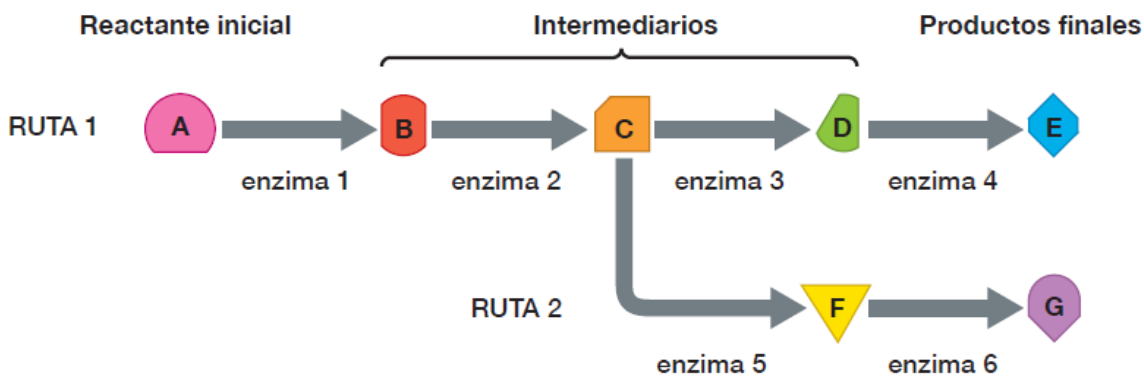 Reactante inicial Intermediarios Productos finales
RUTA 1 A B C D E
enzima 1 enzima 2 enzima 3 enzima 4
RUTA 2 F G
enzima 5 enzima 6